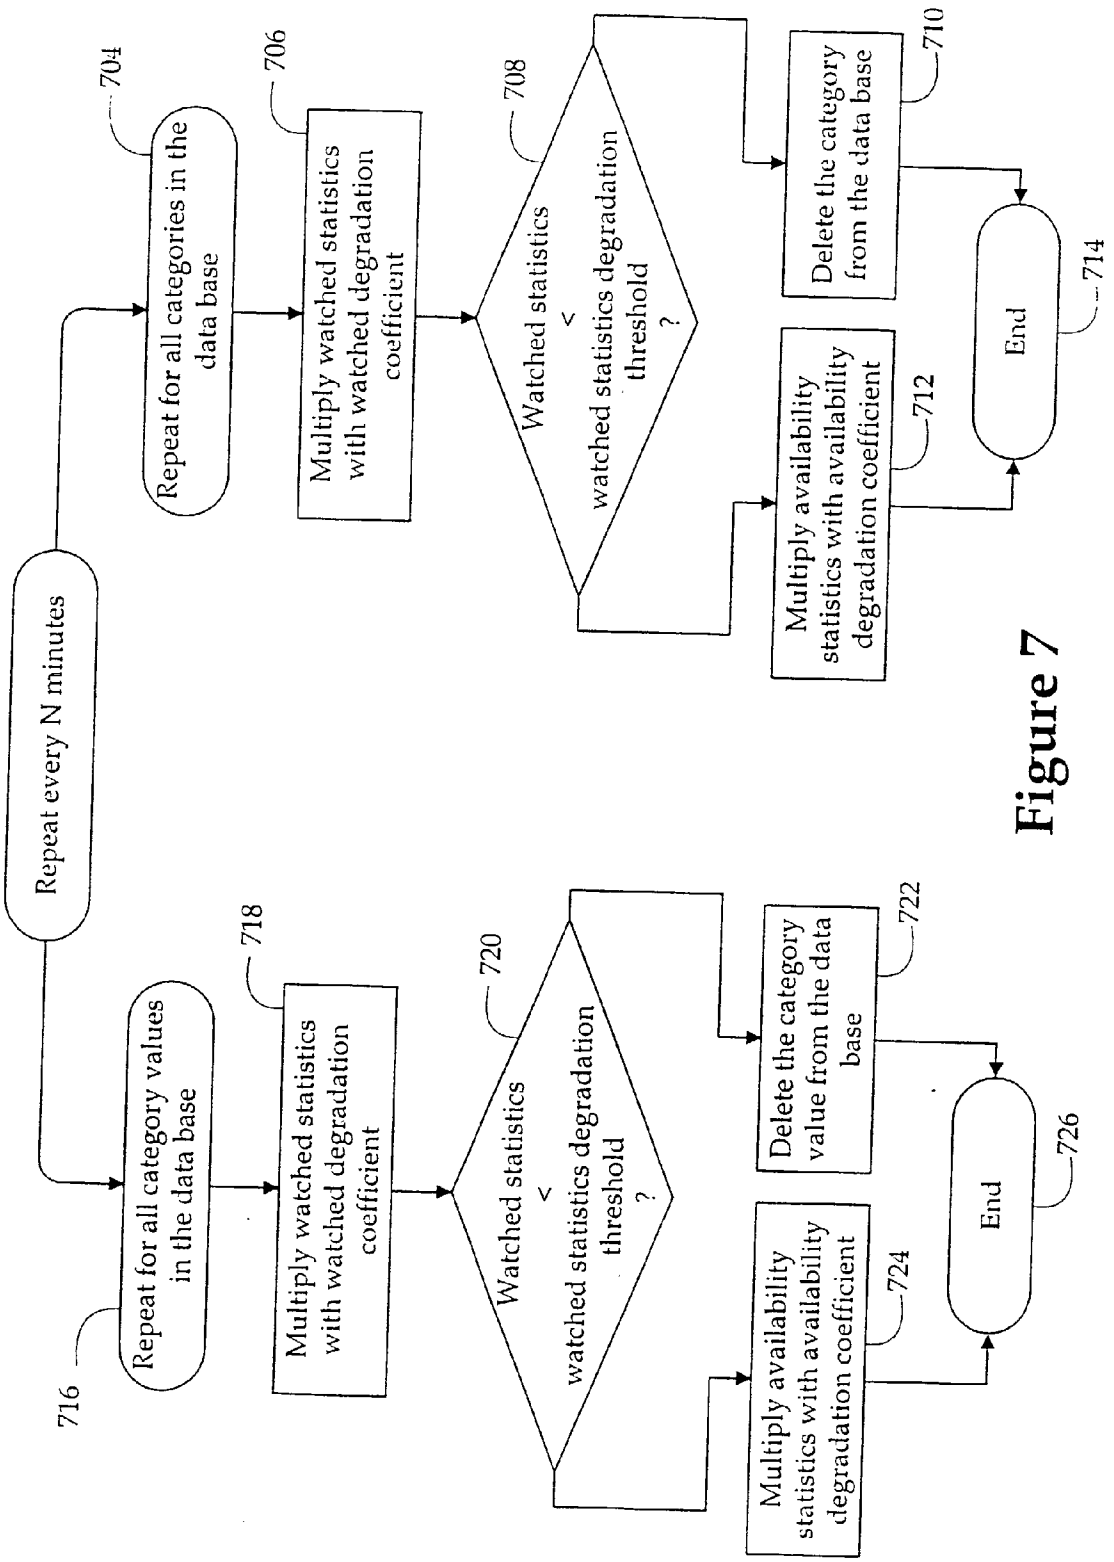 Repeat every N minutes
716
Repeat for all category values
in the data base
718
Multiply watched statistics
with watched degradation
coefficient
720
Watched statistics
<
watched statistics degradation
threshold
?
Multiply availability
statistics with availability
degradation coefficient
724
Delete the category
value from the data
base
722
End
726
704
Repeat for all categories in the
data base
706
Multiply watched statistics
with watched degradation
coefficient
708
Watched statistics
<
watched statistics degradation
threshold
?
Multiply availability
statistics with availability
degradation coefficient
712
Delete the category
from the data base
710
End
714
Figure 7